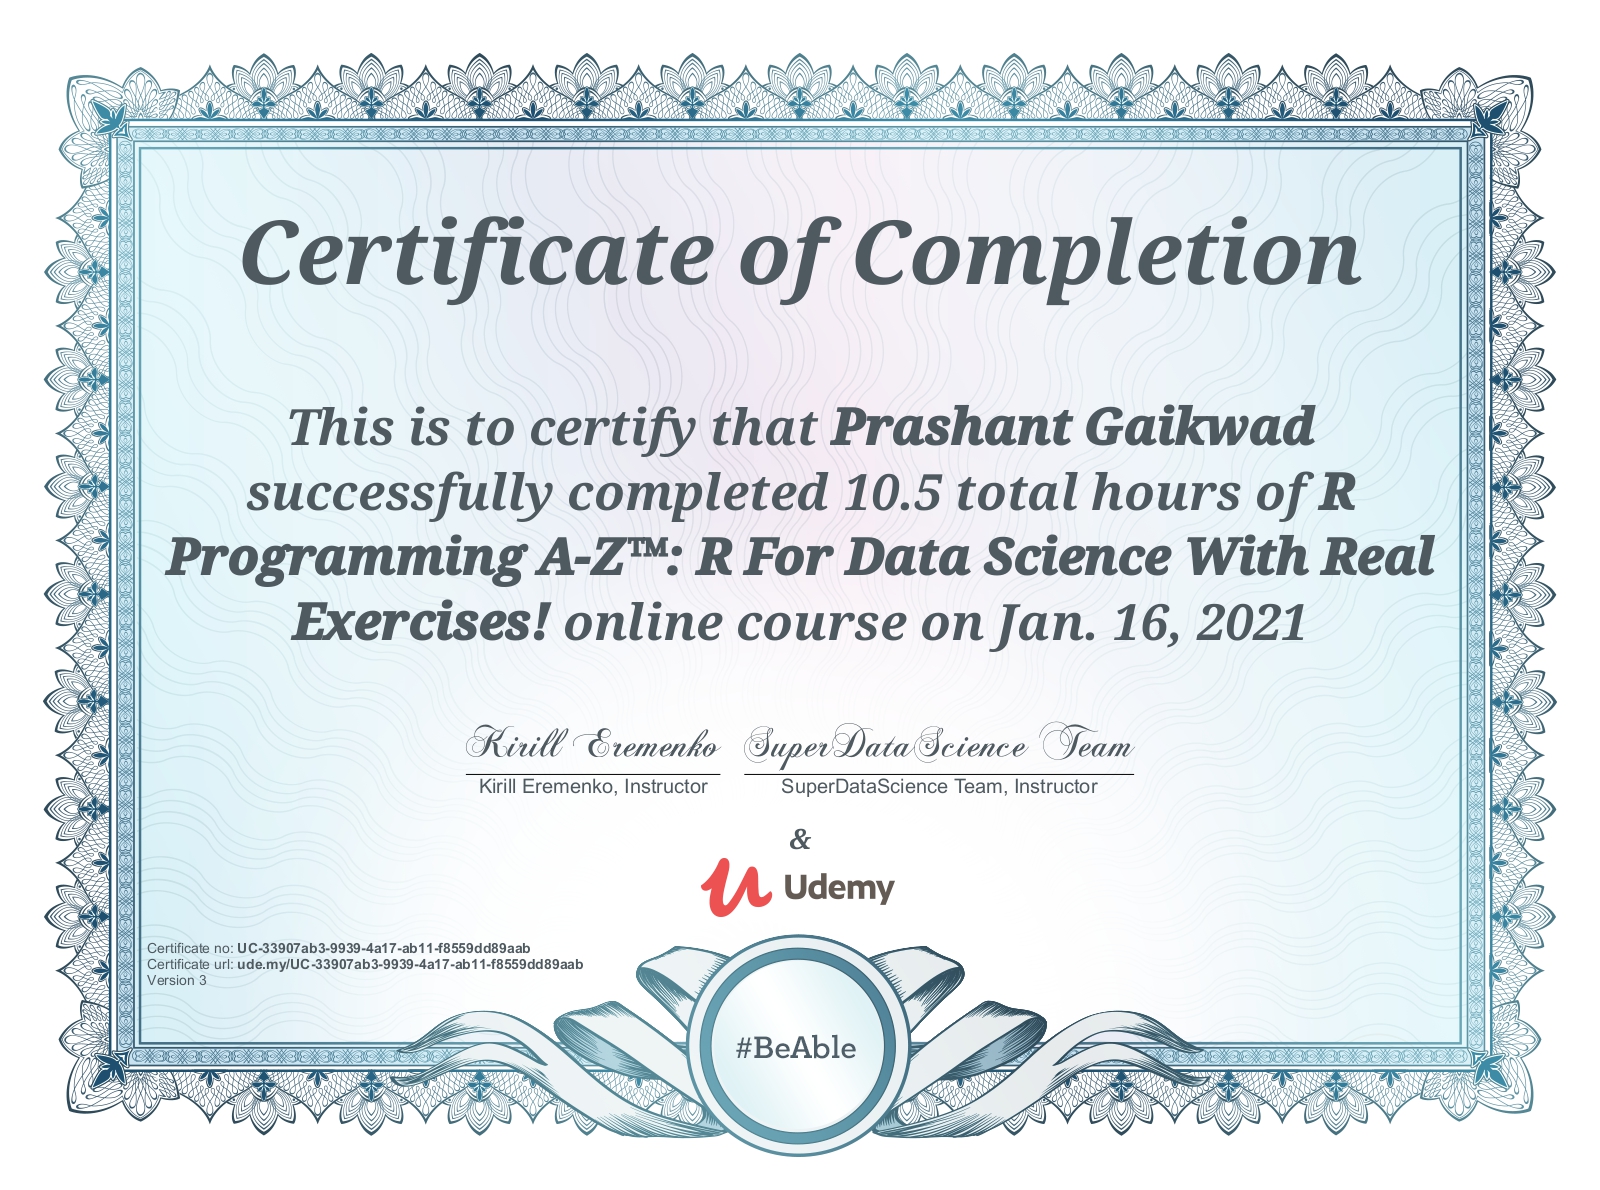 Certificate of Completion
This is to certify that Prashant Gaikwad
successfully completed 10.5 total hours of R
Programming A-Z™: R For Data Science With Real
Exercises! online course on Jan. 16, 2021
Kirill Eremenko SuperDataScience Team
Kirill Eremenko, Instructor SuperDataScience Team, Instructor
&
Udemy
Certificate no: UC-33907ab3-9939-4a17-ab11-f8559dd89aab
Certificate url: ude.my/UC-33907ab3-9939-4a17-ab11-f8559dd89aab
Version 3
#BeAble